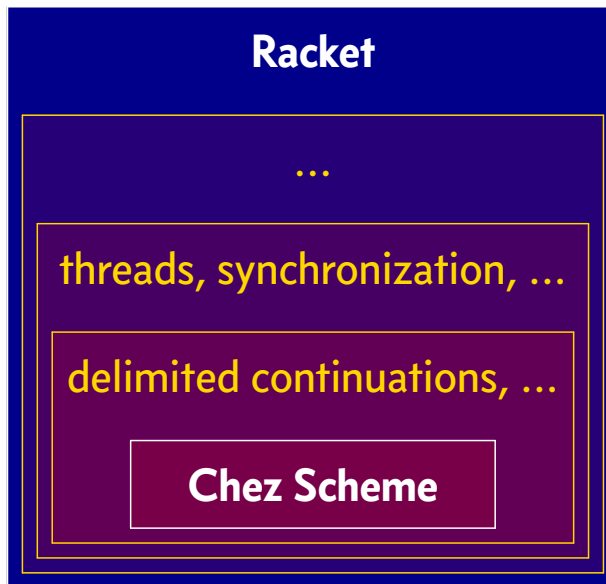 Racket
...
threads, synchronization, ...
delimited continuations, ...
Chez Scheme